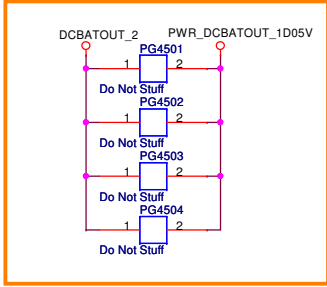 DCBATOUT_2 PWR_DCBATOUT_1D05V
PG4501
1 2
Do Not Stuff
PG4502
1 2
Do Not Stuff
PG4503
1 2
Do Not Stuff
PG4504
1 2
Do Not Stuff